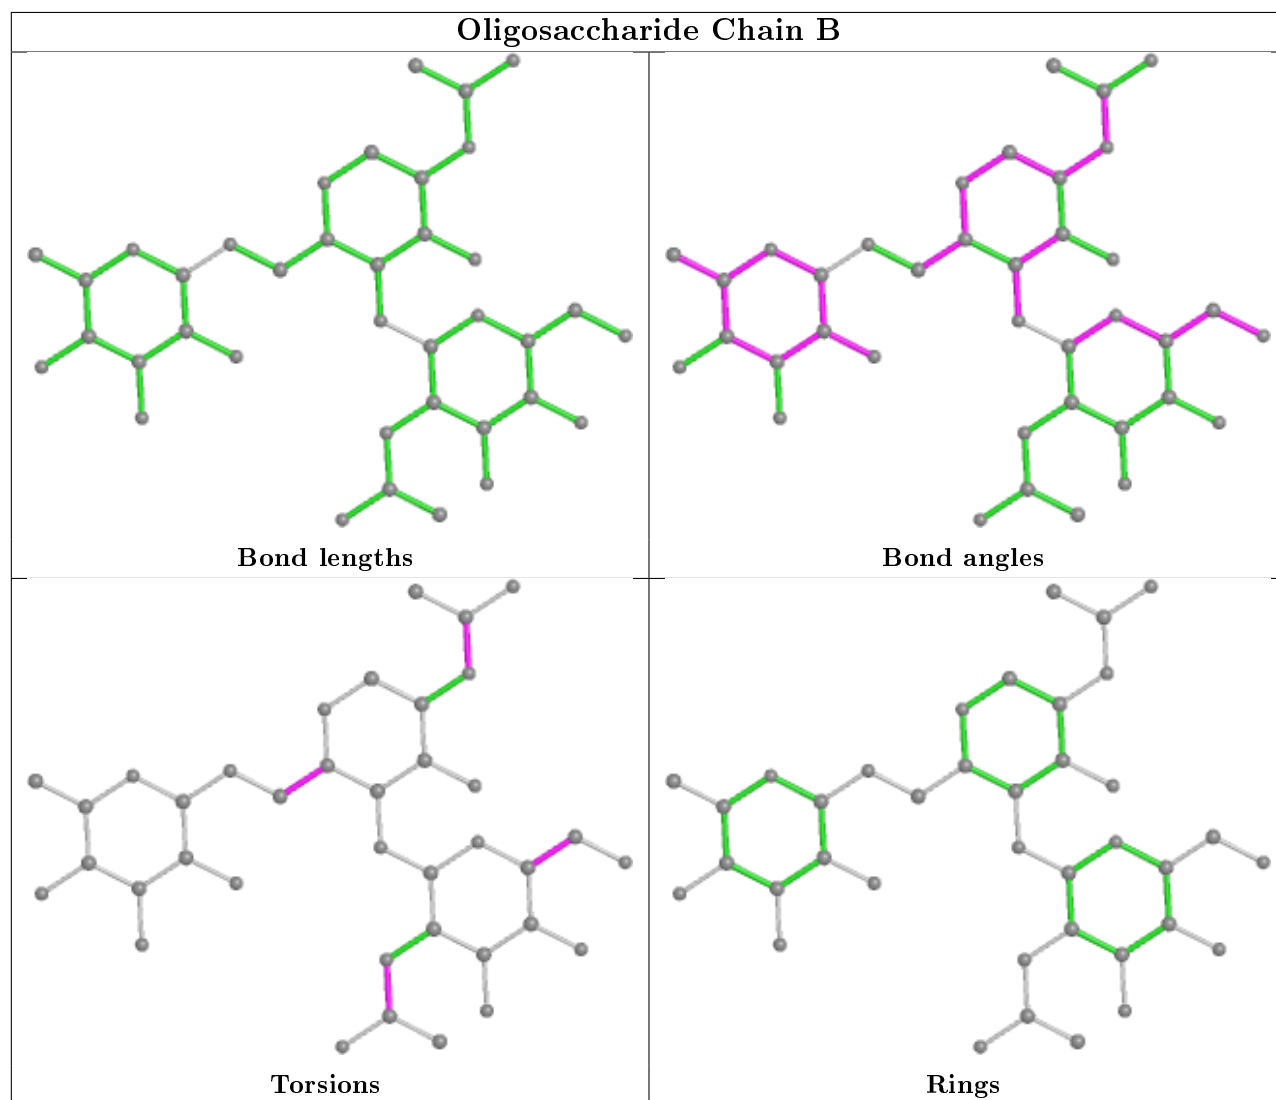 Oligosaccharide Chain B
Bond lengths
Bond angles
Torsions
Rings